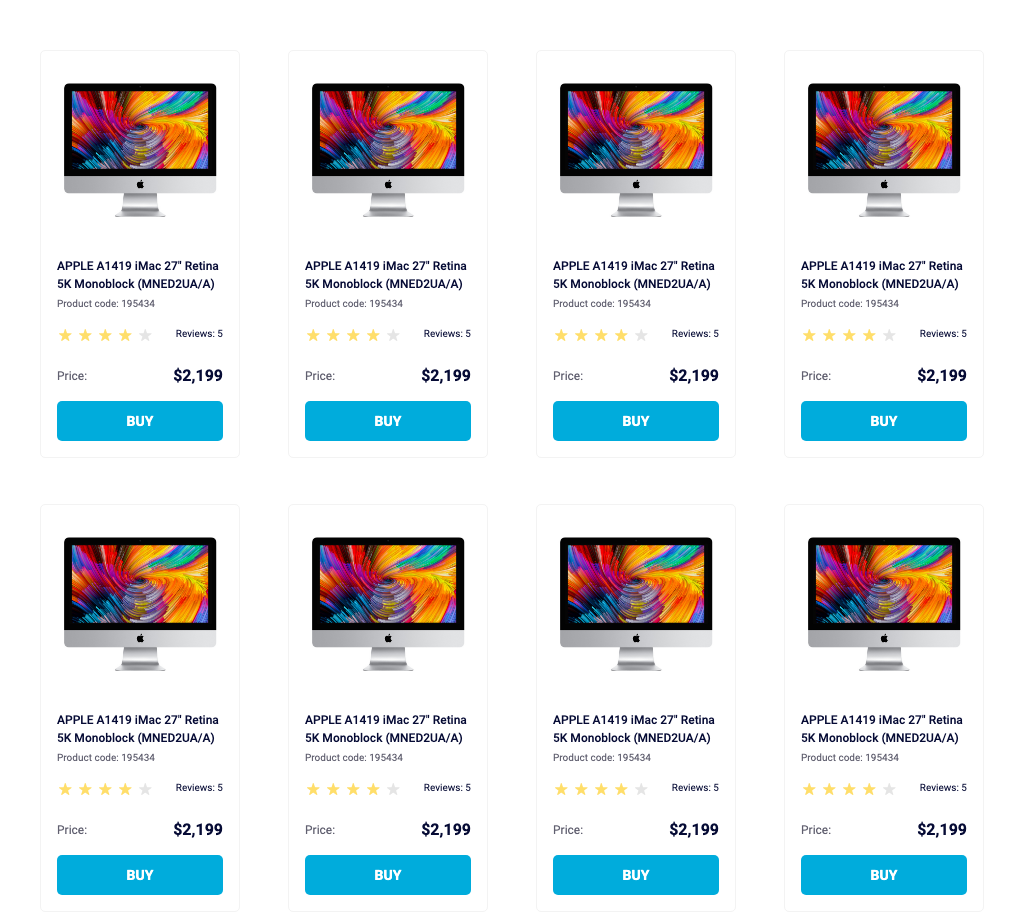 APPLE A1419 iMac 27" Retina
5K Monoblock (MNED2UA/A)
Product code: 195434
Reviews: 5
Price: $2,199
BUY
APPLE A1419 iMac 27" Retina
5K Monoblock (MNED2UA/A)
Product code: 195434
Reviews: 5
Price: $2,199
BUY
APPLE A1419 iMac 27" Retina
5K Monoblock (MNED2UA/A)
Product code: 195434
Reviews: 5
Price: $2,199
BUY
APPLE A1419 iMac 27" Retina
5K Monoblock (MNED2UA/A)
Product code: 195434
Reviews: 5
Price: $2,199
BUY
APPLE A1419 iMac 27" Retina
5K Monoblock (MNED2UA/A)
Product code: 195434
Reviews: 5
Price: $2,199
BUY
APPLE A1419 iMac 27" Retina
5K Monoblock (MNED2UA/A)
Product code: 195434
Reviews: 5
Price: $2,199
BUY
APPLE A1419 iMac 27" Retina
5K Monoblock (MNED2UA/A)
Product code: 195434
Reviews: 5
Price: $2,199
BUY
APPLE A1419 iMac 27" Retina
5K Monoblock (MNED2UA/A)
Product code: 195434
Reviews: 5
Price: $2,199
BUY